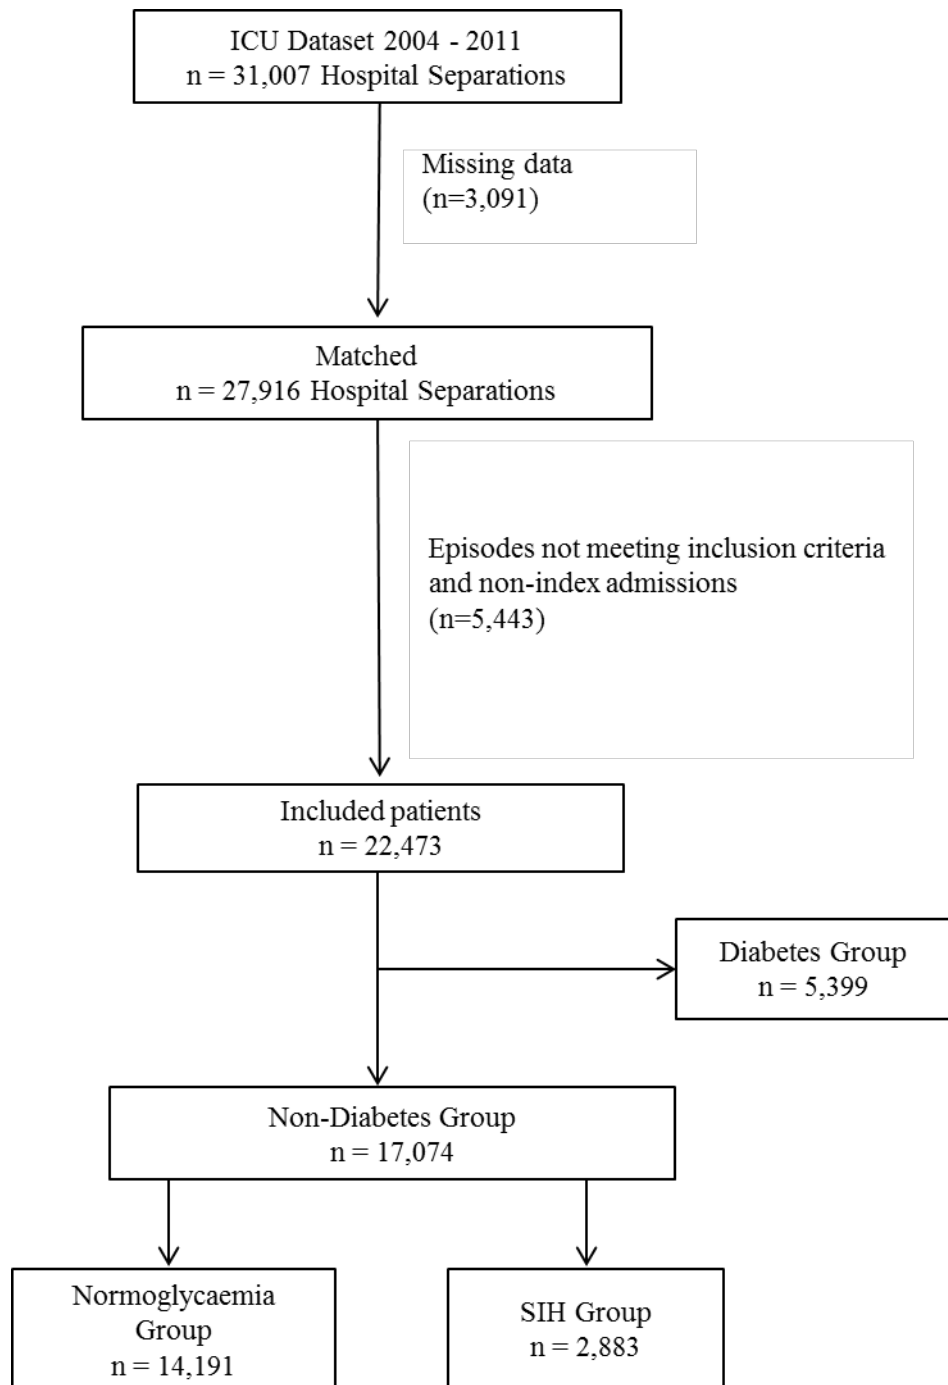 ICU Dataset 2004 - 2011
n = 31,007 Hospital Separations
Missing data
(n=3,091)
Matched
n = 27,916 Hospital Separations
Episodes not meeting inclusion criteria
and non-index admissions
(n=5,443)
Included patients
n = 22,473
Diabetes Group
n = 5,399
Non-Diabetes Group
n = 17,074
Normoglycaemia
Group
n = 14,191
SIH Group
n = 2,883